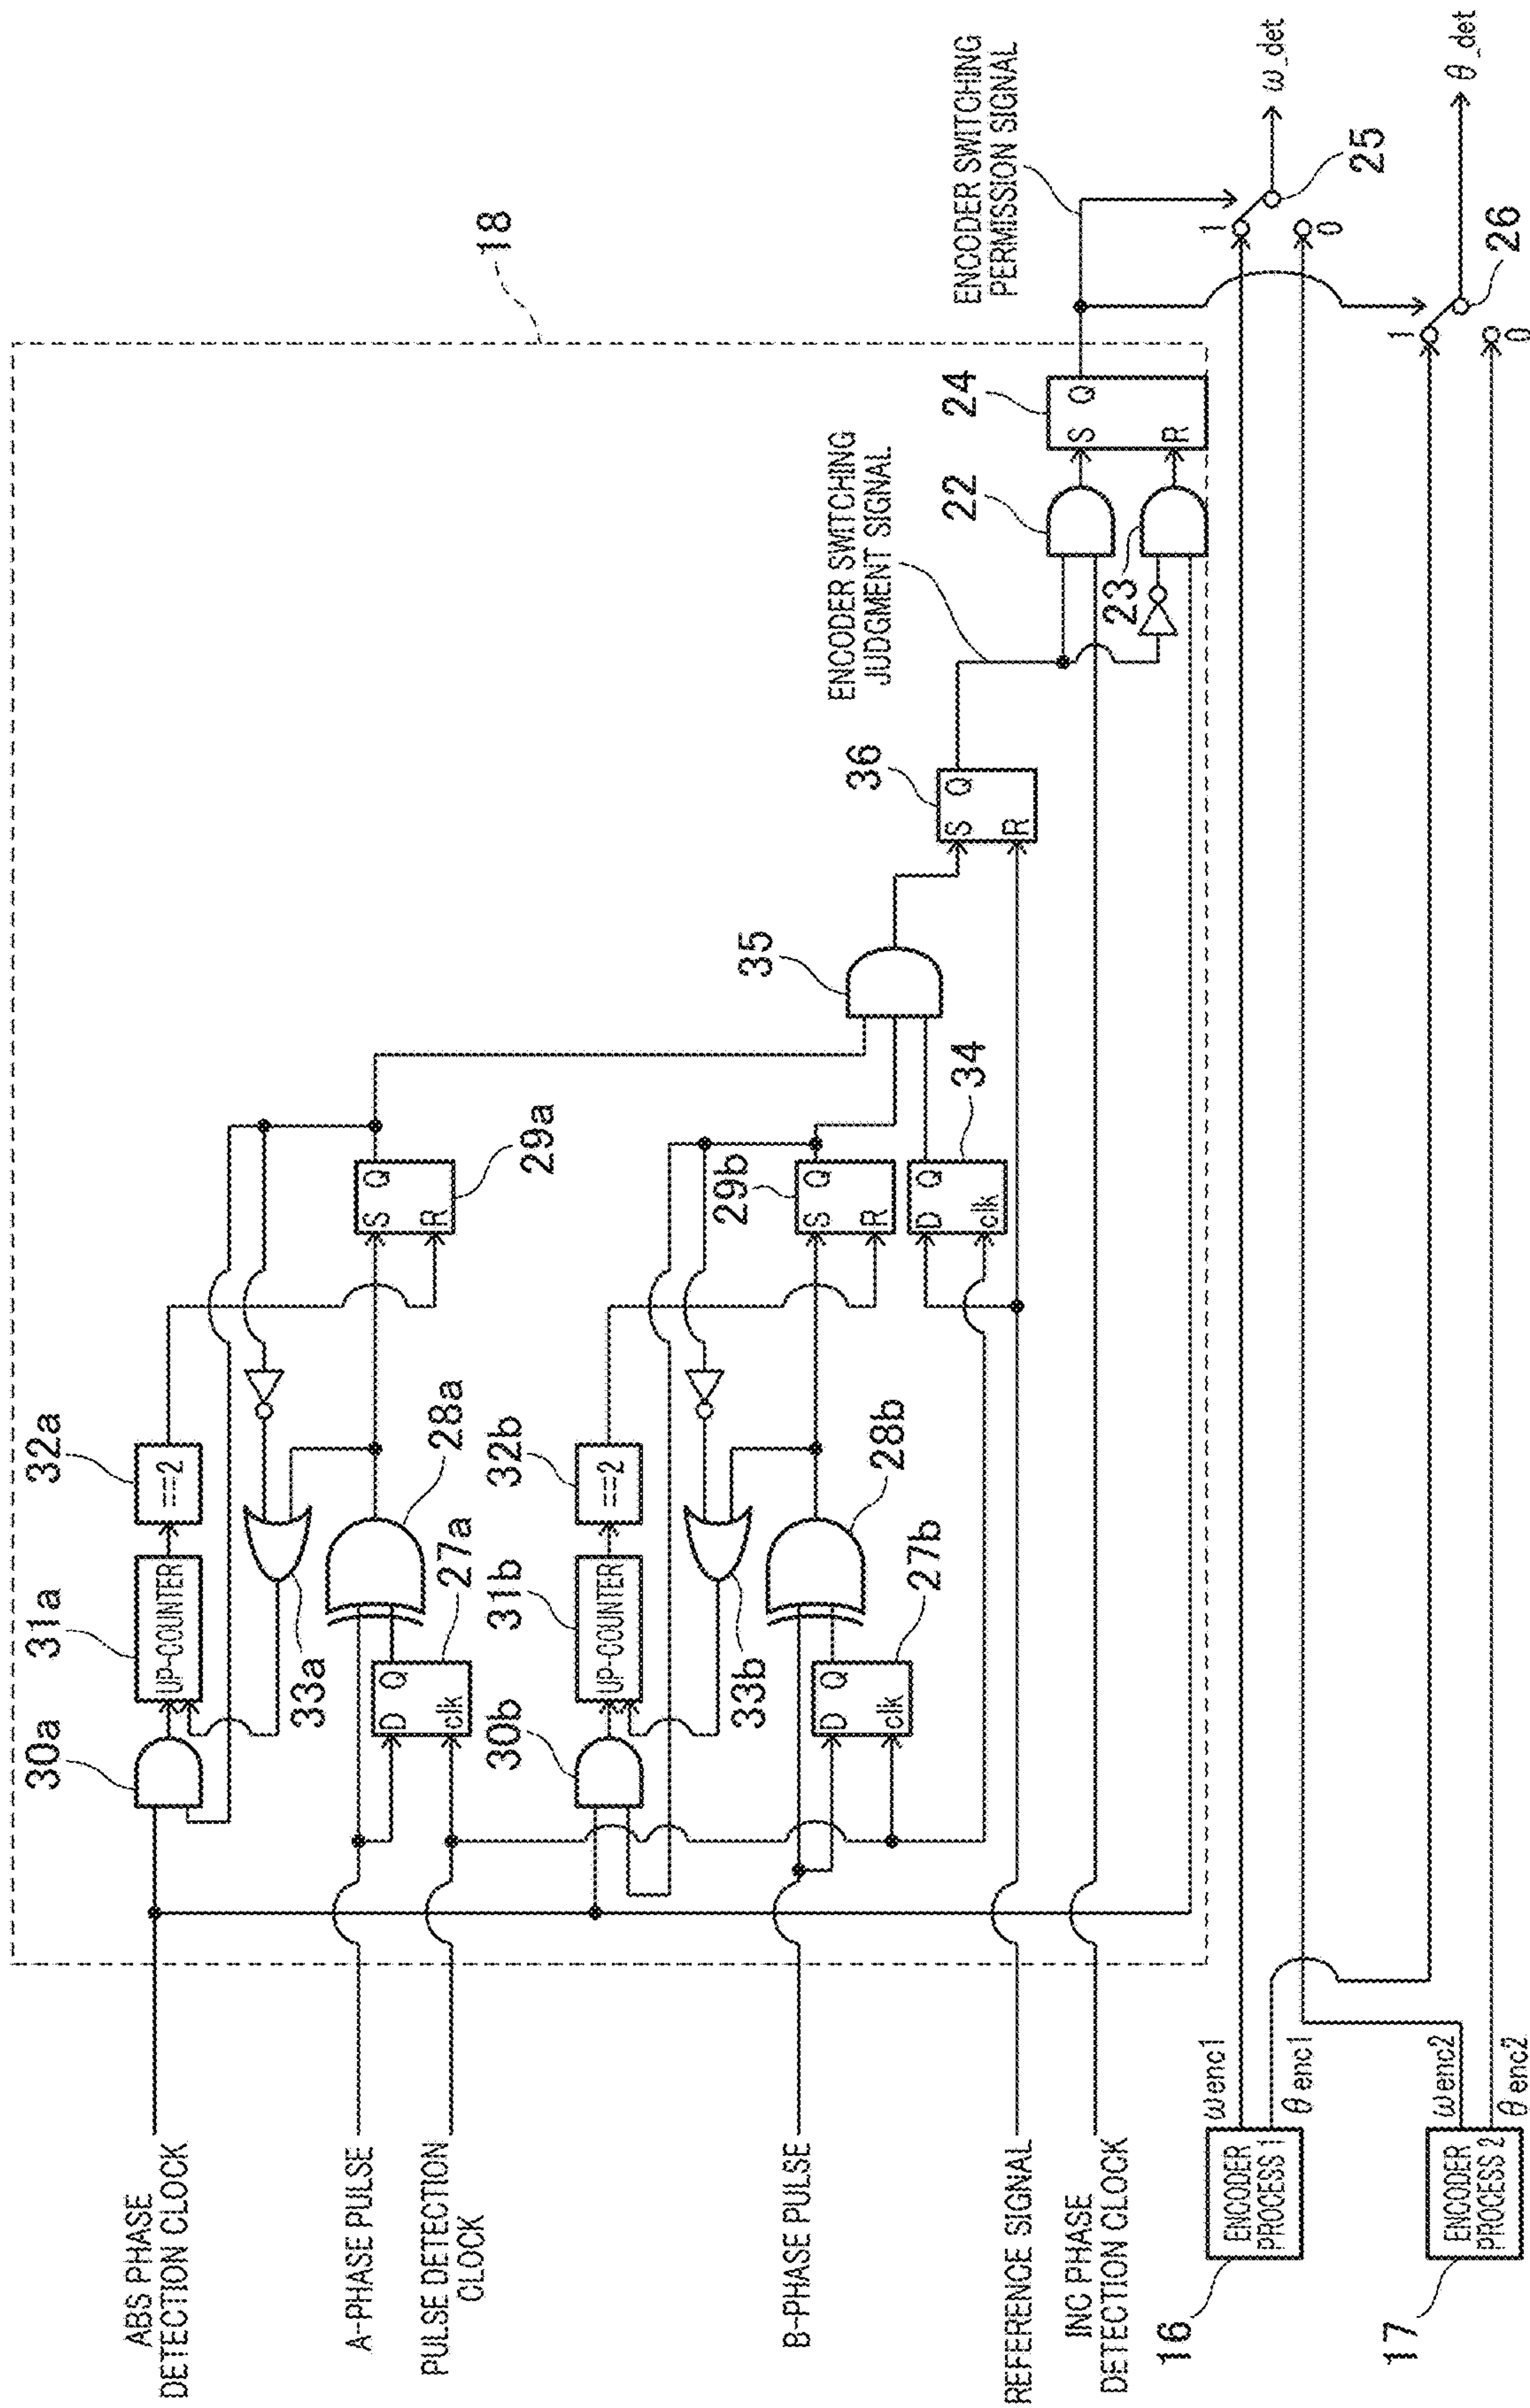 18
ABS PHASE
DETECTION CLOCK
30a
31a
UP-COUNTER
32a
==2
33a
A-PHASE PULSE
28a
S Q
R
29a
D Q
clk
27a
PULSE DETECTION
CLOCK
30b
31b
UP-COUNTER
32b
==2
33b
B-PHASE PULSE
28b
29b
S Q
R
D Q
clk
27b
D Q
clk
34
35
36
S Q
R
REFERENCE SIGNAL
INC PHASE
DETECTION CLOCK
ENCODER SWITCHING
JUDGMENT SIGNAL
22
23
24
S Q
R
ENCODER SWITCHING
PERMISSION SIGNAL
16
ENCODER
PROCESS 1
ωenc1
θenc1
1
0
25
ω_det
17
ENCODER
PROCESS 2
ωenc2
θenc2
1
0
26
θ_det